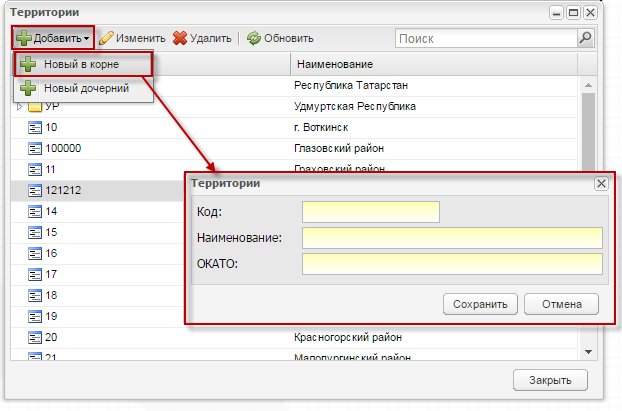 Территории
Добавить Изменить Удалить Обновить Поиск
Новый в корне
Новый дочерний
Наименование
Республика Татарстан
УР Удмуртская Республика
10 г. Воткинск
100000 Глазовский район
11 Граховский район
121212
14
15
16
17
18
19
20 Красногорский район
21 Малопургинский район
Территории
Код:
Наименование:
ОКАТО:
Сохранить Отмена
Закрыть